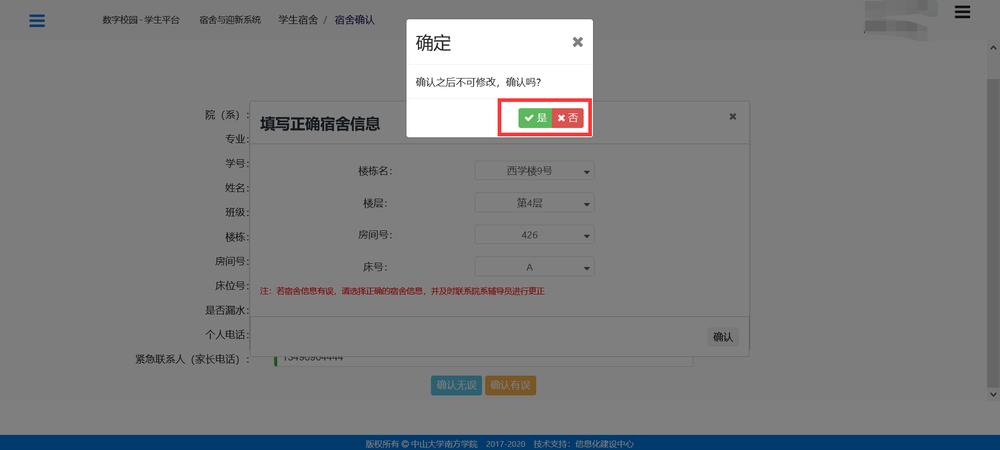 数字校园 - 学生平台 宿舍与迎新系统 学生宿舍 / 宿舍确认
确定
确认之后不可修改，确认吗？
是 否
院（系）：
填写正确宿舍信息
专业：
学号：
楼栋名： 西学楼9号
姓名：
楼层： 第4层
班级：
楼栋：
房间号： 426
房间号：
床号： A
床位号：
注：若宿舍信息有误，请选择正确的宿舍信息，并及时联系院系辅导员进行更正
是否漏水：
个人电话：
确认
紧急联系人（家长电话）： 13490904444
确认无误 确认有误
版权所有 © 中山大学南方学院 2017-2020 技术支持：信息化建设中心